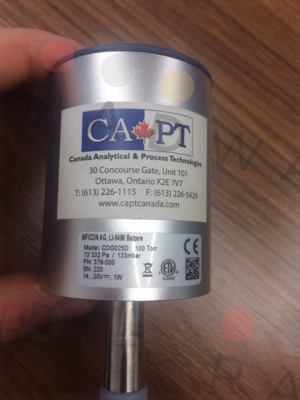 CA PT
Canada Analytical & Process Technologies
30 Concourse Gate, Unit 101
Ottawa, Ontario K2E 7V7
T: (613) 226-1115 F: (613) 226-5428
www.captcanada.com
INFICON AG, LI-9496 Balzers
Model: CDG025D 100 Torr
13'332 Pa / 133mbar
PN: 378-000
SN: 220
14...30V 1W